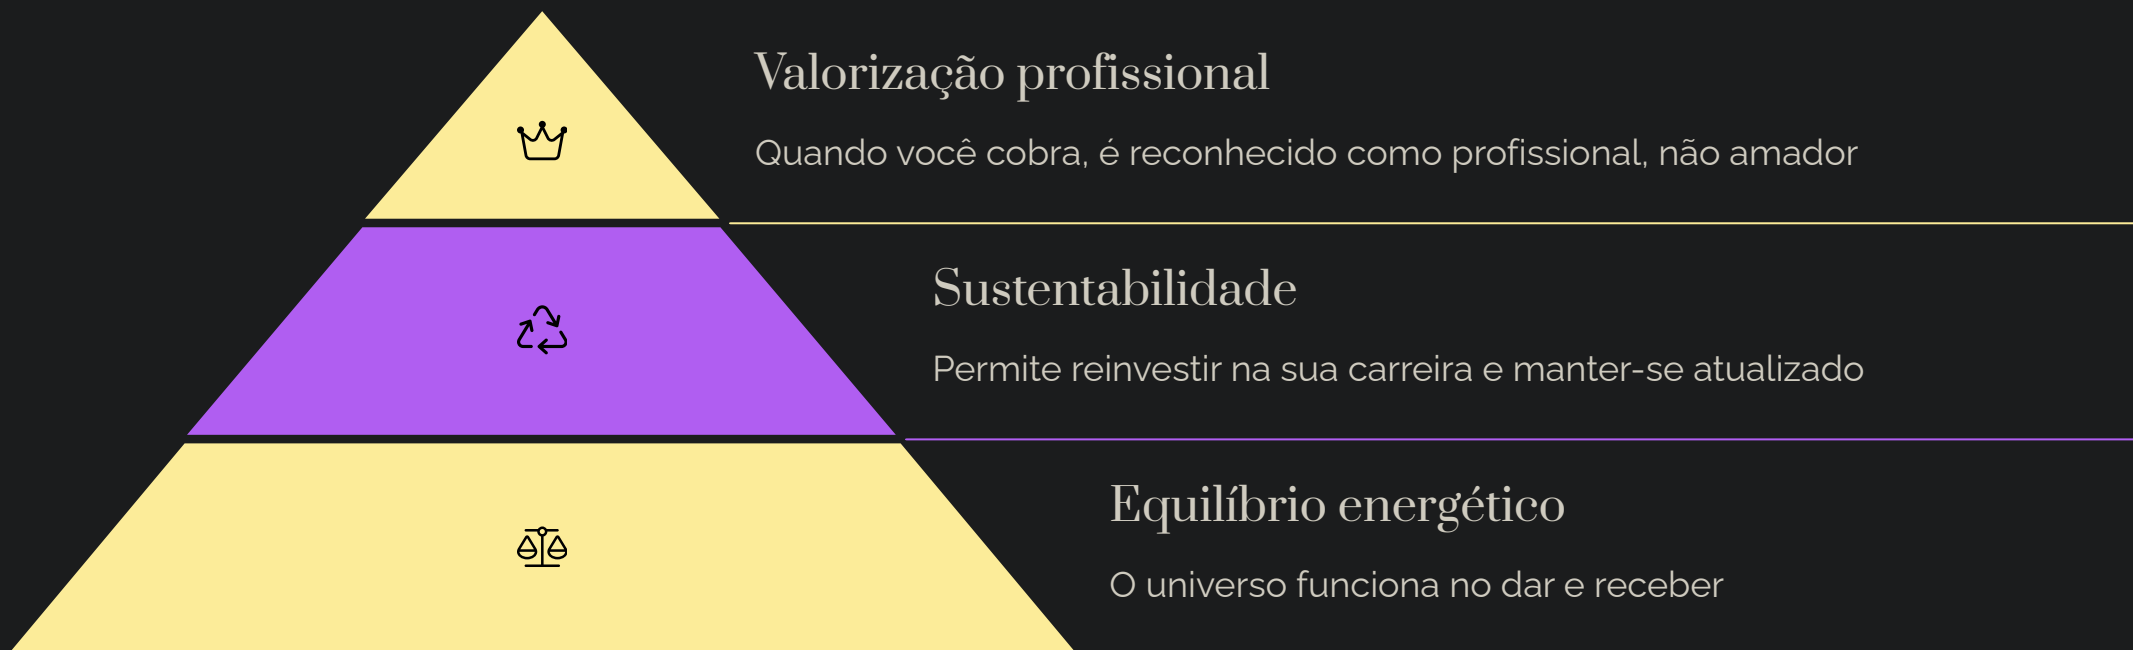 Valorização profissional
Quando você cobra, é reconhecido como profissional, não amador
Sustentabilidade
Permite reinvestir na sua carreira e manter-se atualizado
Equilíbrio energético
O universo funciona no dar e receber